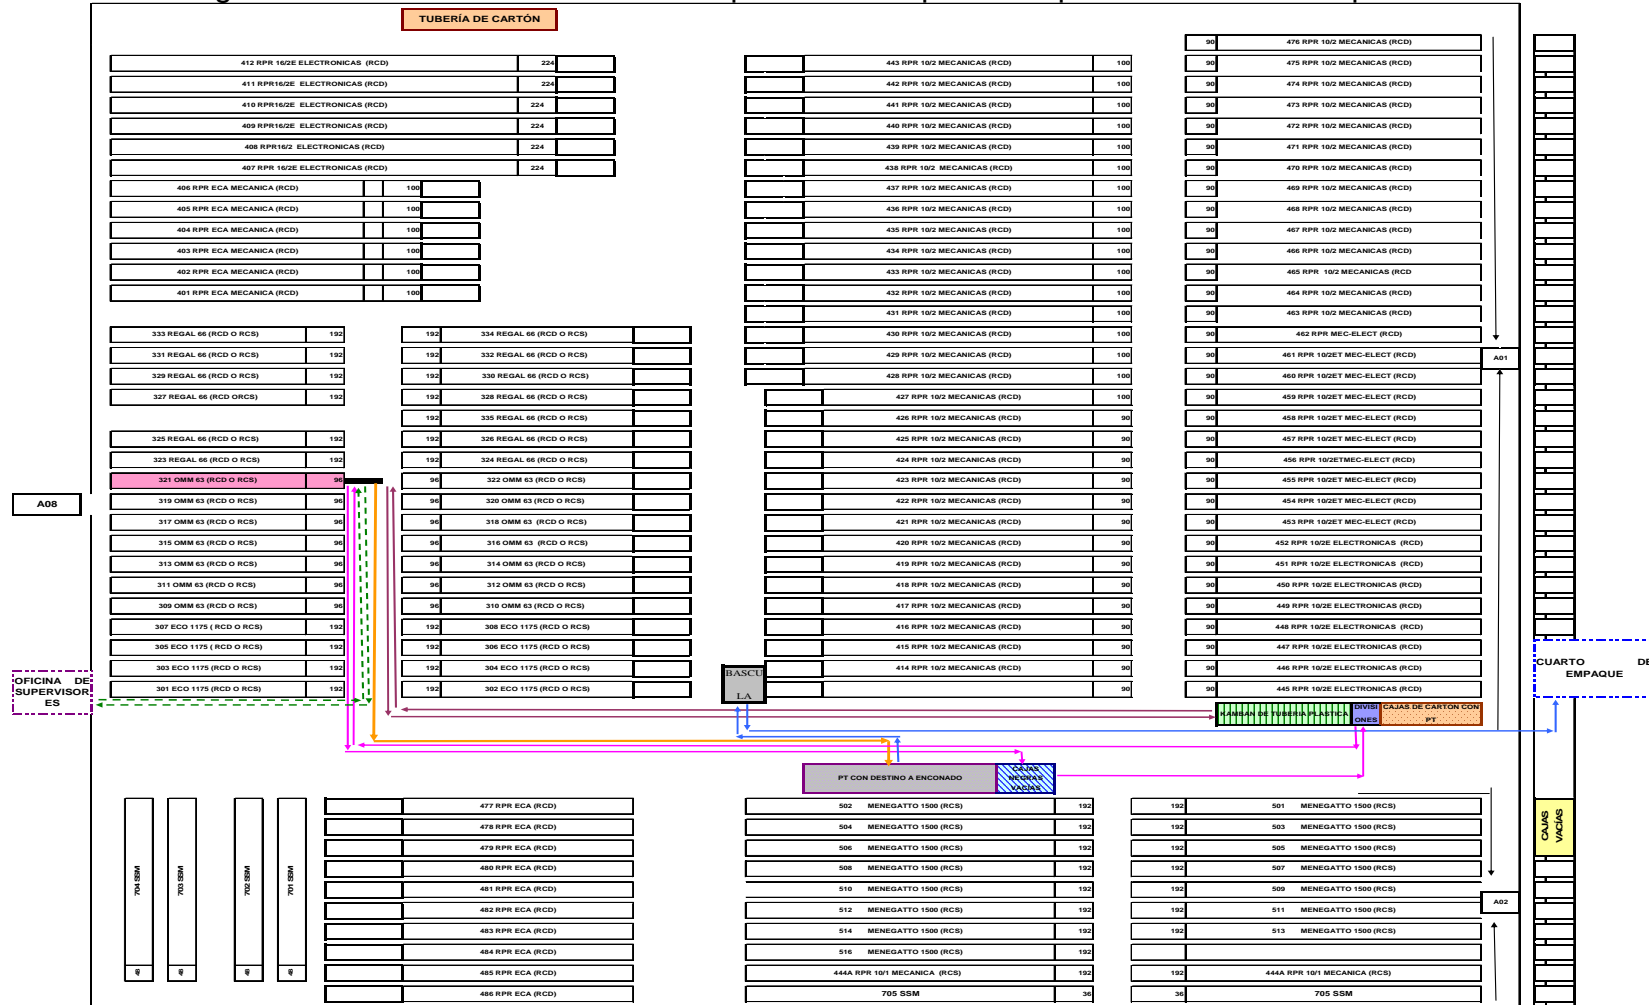 TUBERÍA DE CARTÓN
412 RPR 16/2E ELECTRONICAS (RCD) 224
411 RPR16/2E ELECTRONICAS (RCD) 224
410 RPR16/2E ELECTRONICAS (RCD) 224
409 RPR16/2E ELECTRONICAS (RCD) 224
408 RPR16/2 ELECTRONICAS (RCD) 224
407 RPR 16/2E ELECTRONICAS (RCD) 224
406 RPR ECA MECANICA (RCD) 100
405 RPR ECA MECANICA (RCD) 100
404 RPR ECA MECANICA (RCD) 100
403 RPR ECA MECANICA (RCD) 100
402 RPR ECA MECANICA (RCD) 100
401 RPR ECA MECANICA (RCD) 100
333 REGAL 66 (RCD O RCS) 192
331 REGAL 66 (RCD O RCS) 192
329 REGAL 66 (RCD O RCS) 192
327 REGAL 66 (RCD ORCS) 192
325 REGAL 66 (RCD O RCS) 192
323 REGAL 66 (RCD O RCS) 192
321 OMM 63 (RCD O RCS) 96
319 OMM 63 (RCD O RCS) 96
317 OMM 63 (RCD O RCS) 96
315 OMM 63 (RCD O RCS) 96
313 OMM 63 (RCD O RCS) 96
311 OMM 63 (RCD O RCS) 96
309 OMM 63 (RCD O RCS) 96
307 ECO 1175 ( RCD O RCS) 192
305 ECO 1175 (RCD O RCS) 192
303 ECO 1175 (RCD O RCS) 192
301 ECO 1175 (RCD O RCS) 192
192 334 REGAL 66 (RCD O RCS)
192 332 REGAL 66 (RCD O RCS)
192 330 REGAL 66 (RCD O RCS)
192 328 REGAL 66 (RCD O RCS)
192 335 REGAL 66 (RCD O RCS)
192 326 REGAL 66 (RCD O RCS)
192 324 REGAL 66 (RCD O RCS)
96 322 OMM 63 (RCD O RCS)
96 320 OMM 63 (RCD O RCS)
96 318 OMM 63 (RCD O RCS)
96 316 OMM 63 (RCD O RCS)
96 314 OMM 63 (RCD O RCS)
96 312 OMM 63 (RCD O RCS)
96 310 OMM 63 (RCD O RCS)
192 308 ECO 1175 (RCD O RCS)
192 306 ECO 1175 (RCD O RCS)
192 304 ECO 1175 (RCD O RCS)
192 302 ECO 1175 (RCD O RCS)
443 RPR 10/2 MECANICAS (RCD) 100
442 RPR 10/2 MECANICAS (RCD) 100
441 RPR 10/2 MECANICAS (RCD) 100
440 RPR 10/2 MECANICAS (RCD) 100
439 RPR 10/2 MECANICAS (RCD) 100
438 RPR 10/2 MECANICAS (RCD) 100
437 RPR 10/2 MECANICAS (RCD) 100
436 RPR 10/2 MECANICAS (RCD) 100
435 RPR 10/2 MECANICAS (RCD) 100
434 RPR 10/2 MECANICAS (RCD) 100
433 RPR 10/2 MECANICAS (RCD) 100
432 RPR 10/2 MECANICAS (RCD) 100
431 RPR 10/2 MECANICAS (RCD) 100
430 RPR 10/2 MECANICAS (RCD) 100
429 RPR 10/2 MECANICAS (RCD) 100
428 RPR 10/2 MECANICAS (RCD) 100
427 RPR 10/2 MECANICAS (RCD) 100
426 RPR 10/2 MECANICAS (RCD) 90
425 RPR 10/2 MECANICAS (RCD) 90
424 RPR 10/2 MECANICAS (RCD) 90
423 RPR 10/2 MECANICAS (RCD) 90
422 RPR 10/2 MECANICAS (RCD) 90
421 RPR 10/2 MECANICAS (RCD) 90
420 RPR 10/2 MECANICAS (RCD) 90
419 RPR 10/2 MECANICAS (RCD) 90
418 RPR 10/2 MECANICAS (RCD) 90
417 RPR 10/2 MECANICAS (RCD) 90
416 RPR 10/2 MECANICAS (RCD) 90
415 RPR 10/2 MECANICAS (RCD) 90
414 RPR 10/2 MECANICAS (RCD) 90
90
90 476 RPR 10/2 MECANICAS (RCD)
90 475 RPR 10/2 MECANICAS (RCD)
90 474 RPR 10/2 MECANICAS (RCD)
90 473 RPR 10/2 MECANICAS (RCD)
90 472 RPR 10/2 MECANICAS (RCD)
90 471 RPR 10/2 MECANICAS (RCD)
90 470 RPR 10/2 MECANICAS (RCD)
90 469 RPR 10/2 MECANICAS (RCD)
90 468 RPR 10/2 MECANICAS (RCD)
90 467 RPR 10/2 MECANICAS (RCD)
90 466 RPR 10/2 MECANICAS (RCD)
90 465 RPR 10/2 MECANICAS (RCD
90 464 RPR 10/2 MECANICAS (RCD)
90 463 RPR 10/2 MECANICAS (RCD)
90 462 RPR MEC-ELECT (RCD)
90 461 RPR 10/2ET MEC-ELECT (RCD)
90 460 RPR 10/2ET MEC-ELECT (RCD)
90 459 RPR 10/2ET MEC-ELECT (RCD)
90 458 RPR 10/2ET MEC-ELECT (RCD)
90 457 RPR 10/2ET MEC-ELECT (RCD)
90 456 RPR 10/2ETMEC-ELECT (RCD)
90 455 RPR 10/2ET MEC-ELECT (RCD)
90 454 RPR 10/2ET MEC-ELECT (RCD)
90 453 RPR 10/2ET MEC-ELECT (RCD)
90 452 RPR 10/2E ELECTRONICAS (RCD)
90 451 RPR 10/2E ELECTRONICAS (RCD)
90 450 RPR 10/2E ELECTRONICAS (RCD)
90 449 RPR 10/2E ELECTRONICAS (RCD)
90 448 RPR 10/2E ELECTRONICAS (RCD)
90 447 RPR 10/2E ELECTRONICAS (RCD)
90 446 RPR 10/2E ELECTRONICAS (RCD)
90 445 RPR 10/2E ELECTRONICAS (RCD)
A01
A08
OFICINA DE
SUPERVISOR
ES
BASCU
LA
CUARTO DE
EMPAQUE
KAMBAN DE TUBERIA PLASTICA
DIVISI
ONES
CAJAS DE CARTON CON
PT
PT CON DESTINO A ENCONADO
CAJAS
NEGRAS
VACIAS
704 SSM 48
703 SSM 48
702 SSM 48
701 SSM 48
477 RPR ECA (RCD)
478 RPR ECA (RCD)
479 RPR ECA (RCD)
480 RPR ECA (RCD)
481 RPR ECA (RCD)
482 RPR ECA (RCD)
483 RPR ECA (RCD)
484 RPR ECA (RCD)
485 RPR ECA (RCD)
486 RPR ECA (RCD)
502 MENEGATTO 1500 (RCS) 192
504 MENEGATTO 1500 (RCS) 192
506 MENEGATTO 1500 (RCS) 192
508 MENEGATTO 1500 (RCS) 192
510 MENEGATTO 1500 (RCS) 192
512 MENEGATTO 1500 (RCS) 192
514 MENEGATTO 1500 (RCS) 192
516 MENEGATTO 1500 (RCS) 192
444A RPR 10/1 MECANICA (RCS) 192
705 SSM 36
192 501 MENEGATTO 1500 (RCS)
192 503 MENEGATTO 1500 (RCS)
192 505 MENEGATTO 1500 (RCS)
192 507 MENEGATTO 1500 (RCS)
192 509 MENEGATTO 1500 (RCS)
192 511 MENEGATTO 1500 (RCS)
192 513 MENEGATTO 1500 (RCS)
192
192 444A RPR 10/1 MECANICA (RCS)
36 705 SSM
A02
CAJAS
VACÍAS